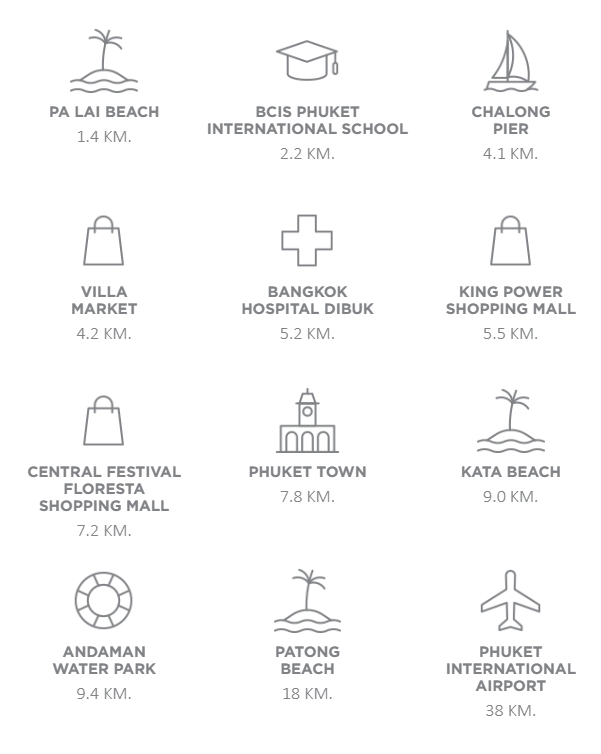 PA LAI BEACH
1.4 KM.
BCIS PHUKET
INTERNATIONAL SCHOOL
2.2 KM.
CHALONG
PIER
4.1 KM.
VILLA
MARKET
4.2 KM.
BANGKOK
HOSPITAL DIBUK
5.2 KM.
KING POWER
SHOPPING MALL
5.5 KM.
CENTRAL FESTIVAL
FLORESTA
SHOPPING MALL
7.2 KM.
PHUKET TOWN
7.8 KM.
KATA BEACH
9.0 KM.
ANDAMAN
WATER PARK
9.4 KM.
PATONG
BEACH
18 KM.
PHUKET
INTERNATIONAL
AIRPORT
38 KM.